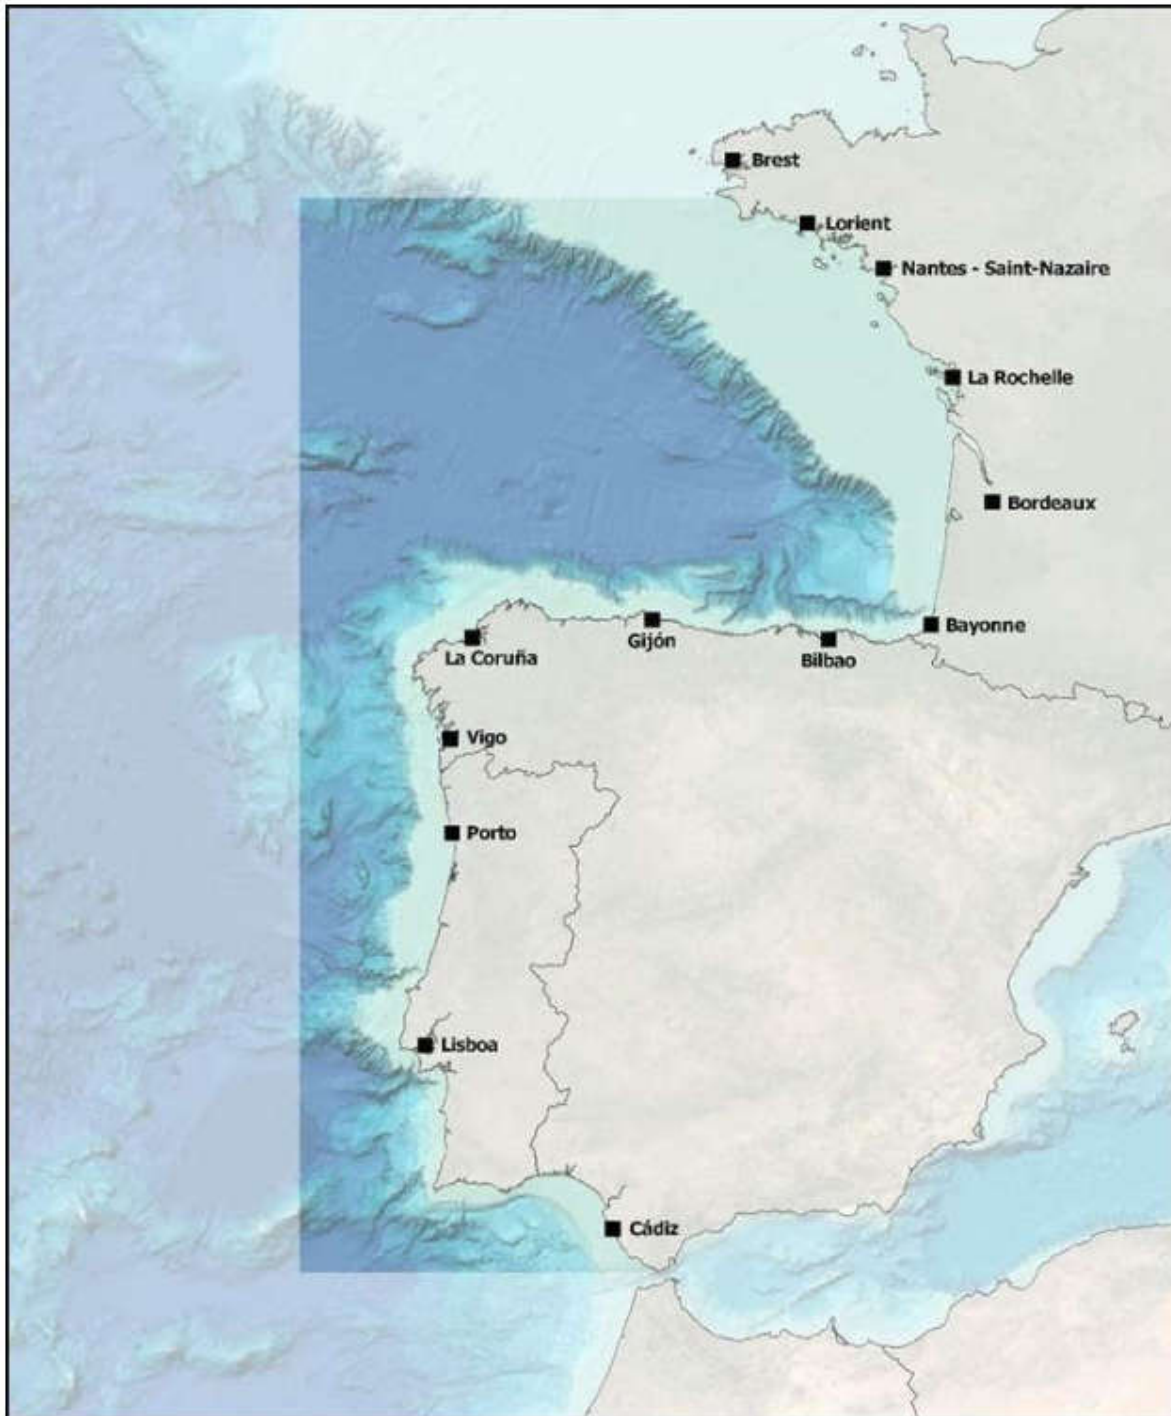 Brest
Lorient
Nantes - Saint-Nazaire
La Rochelle
Bordeaux
Bayonne
Gijón
La Coruña
Bilbao
Vigo
Porto
Lisboa
Cádiz